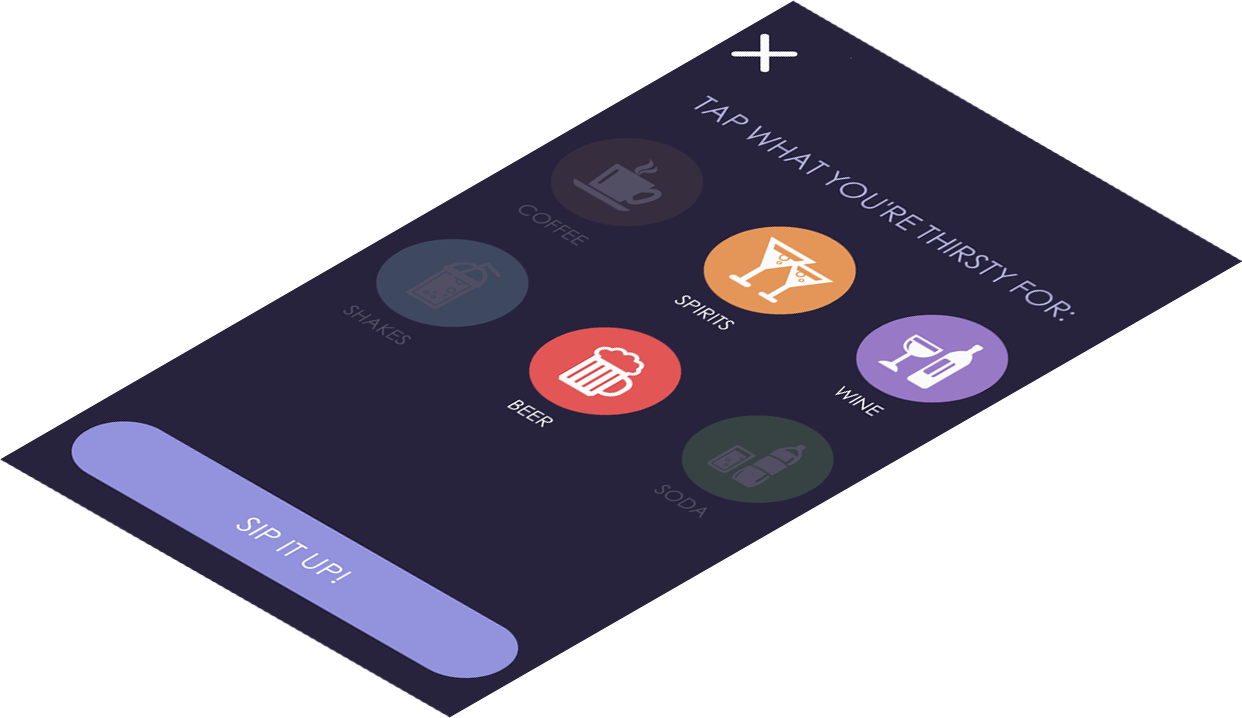 TAP WHAT YOU'RE THIRSTY FOR:
COFFEE
SPIRITS
WINE
SHAKES
BEER
SODA
SIP IT UP!